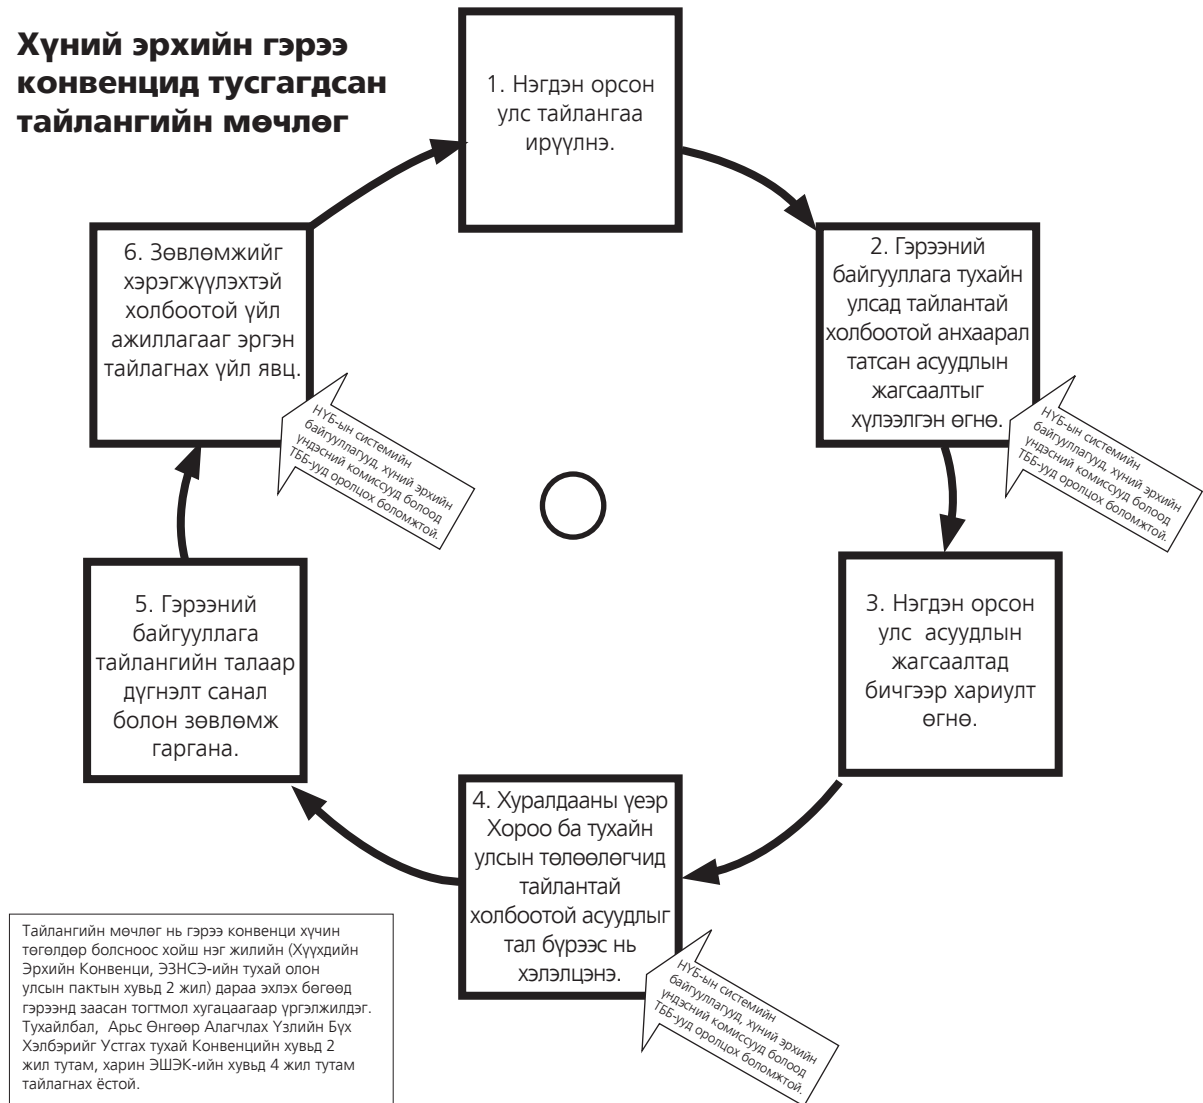 Хүний эрхийн гэрээ
конвенцид тусгагдсан
тайлангийн мөчлөг
1. Нэгдэн орсон
улс тайлангаа
ирүүлнэ.
2. Гэрээний
байгууллага тухайн
улсад тайлантай
холбоотой анхаарал
татсан асуудлын
жагсаалтыг
хүлээлгэн өгнө.
НҮБ-ын системийн
байгууллагууд, хүний эрхийн
үндэсний комиссууд болоод
ТББ-ууд оролцох боломжтой.
3. Нэгдэн орсон
улс асуудлын
жагсаалтад
бичгээр хариулт
өгнө.
4. Хуралдааны үеэр
Хороо ба тухайн
улсын төлөөлөгчид
тайлантай
холбоотой асуудлыг
тал бүрээс нь
хэлэлцэнэ.
НҮБ-ын системийн
байгууллагууд, хүний эрхийн
үндэсний комиссууд болоод
ТББ-ууд оролцох боломжтой.
5. Гэрээний
байгууллага
тайлангийн талаар
дүгнэлт санал
болон зөвлөмж
гаргана.
6. Зөвлөмжийг
хэрэгжүүлэхтэй
холбоотой үйл
ажиллагааг эргэн
тайлагнах үйл явц.
НҮБ-ын системийн
байгууллагууд, хүний эрхийн
үндэсний комиссууд болоод
ТББ-ууд оролцох боломжтой.
Тайлангийн мөчлөг нь гэрээ конвенци хүчин
төгөлдөр болсноос хойш нэг жилийн (Хүүхдийн
Эрхийн Конвенци, ЭЗНСЭ-ийн тухай олон
улсын пактын хувьд 2 жил) дараа эхлэх бөгөөд
гэрээнд заасан тогтмол хугацаагаар үргэлжилдэг.
Тухайлбал, Арьс Өнгөөр Алагчлах Үзлийн Бүх
Хэлбэрийг Устгах тухай Конвенцийн хувьд 2
жил тутам, харин ЭШЭК-ийн хувьд 4 жил тутам
тайлагнах ёстой.